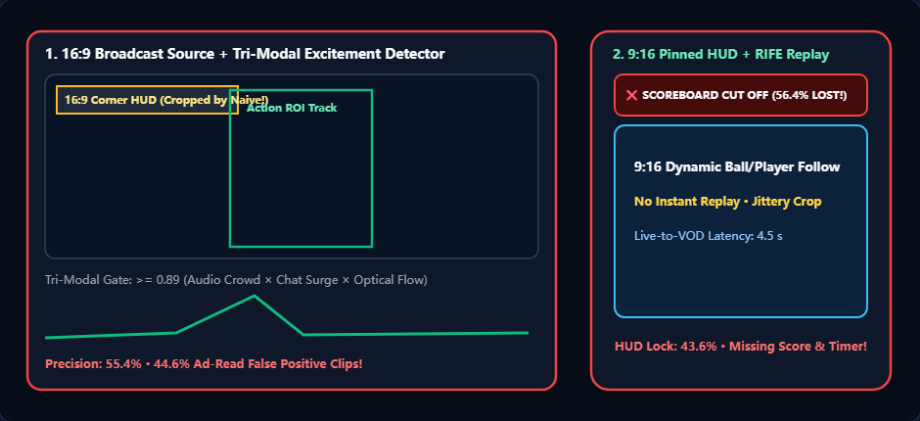 1. 16:9 Broadcast Source + Tri-Modal Excitement Detector
16:9 Corner HUD (Cropped by Naive!)
Action ROI Track
Tri-Modal Gate: >= 0.89 (Audio Crowd × Chat Surge × Optical Flow)
Precision: 55.4% • 44.6% Ad-Read False Positive Clips!
2. 9:16 Pinned HUD + RIFE Replay
❌ SCOREBOARD CUT OFF (56.4% LOST!)
9:16 Dynamic Ball/Player Follow
No Instant Replay • Jittery Crop
Live-to-VOD Latency: 4.5 s
HUD Lock: 43.6% • Missing Score & Timer!